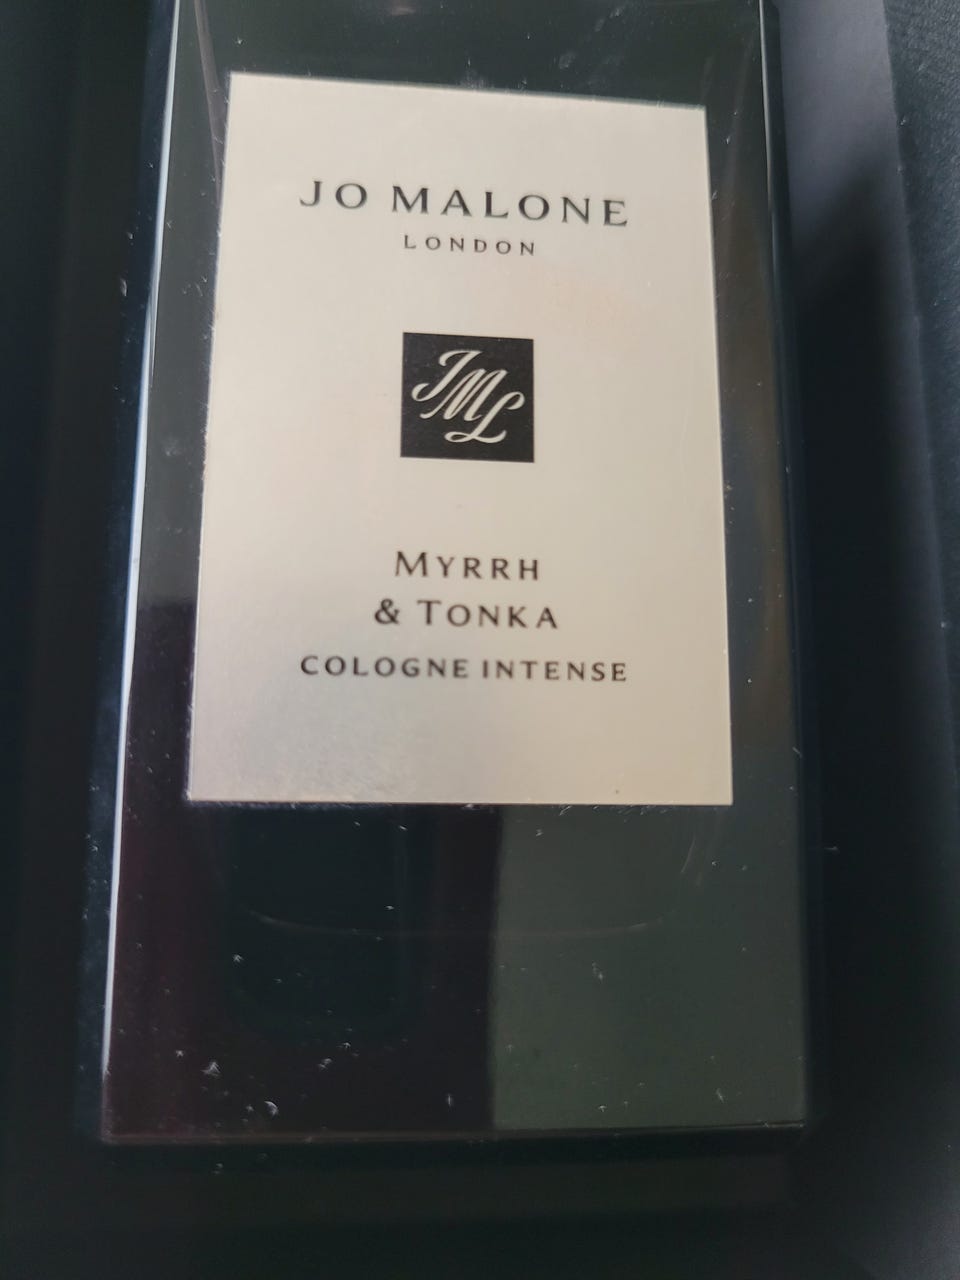 JO MALONE
LONDON
JML
MYRRH
& TONKA
COLOGNE INTENSE